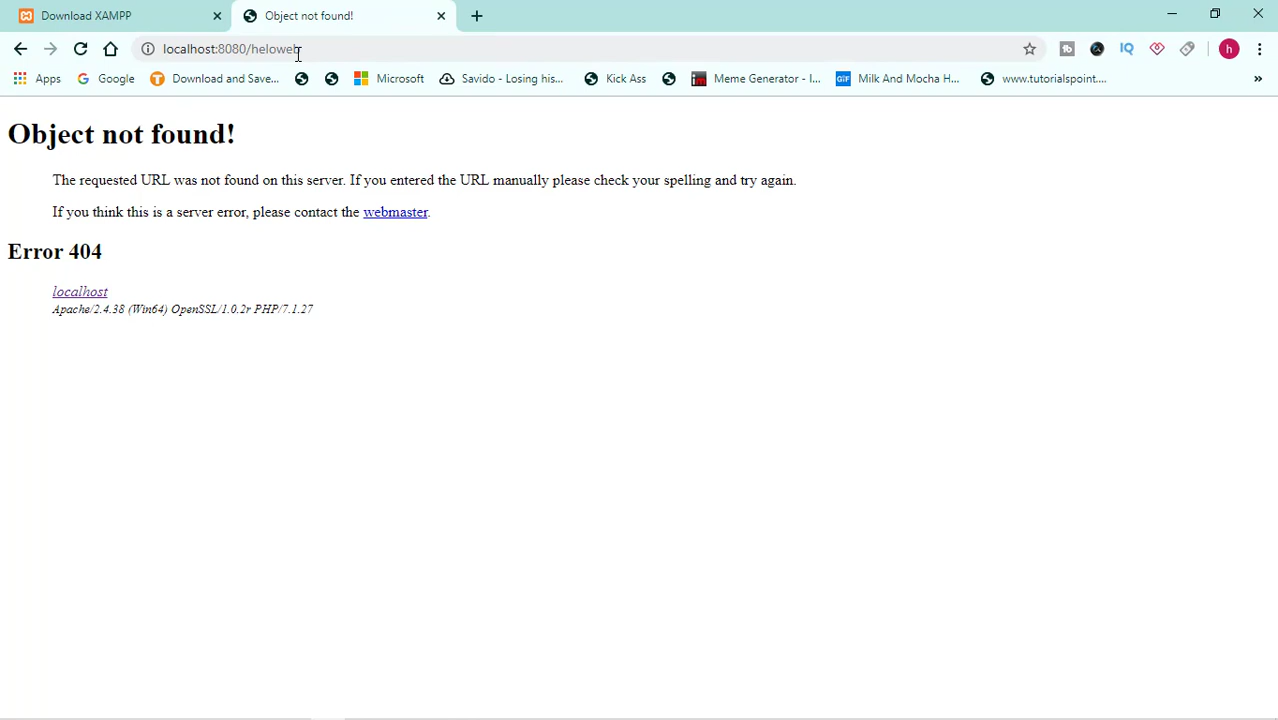 Download XAMPP
Object not found!
localhost:8080/heloweb
h
Apps
Google
Download and Save...
Microsoft
Savido - Losing his...
Kick Ass
Meme Generator - I...
GIF
Milk And Mocha H...
www.tutorialspoint....
»
Object not found!
The requested URL was not found on this server. If you entered the URL manually please check your spelling and try again.
If you think this is a server error, please contact the webmaster.
Error 404
localhost
Apache/2.4.38 (Win64) OpenSSL/1.0.2r PHP/7.1.27